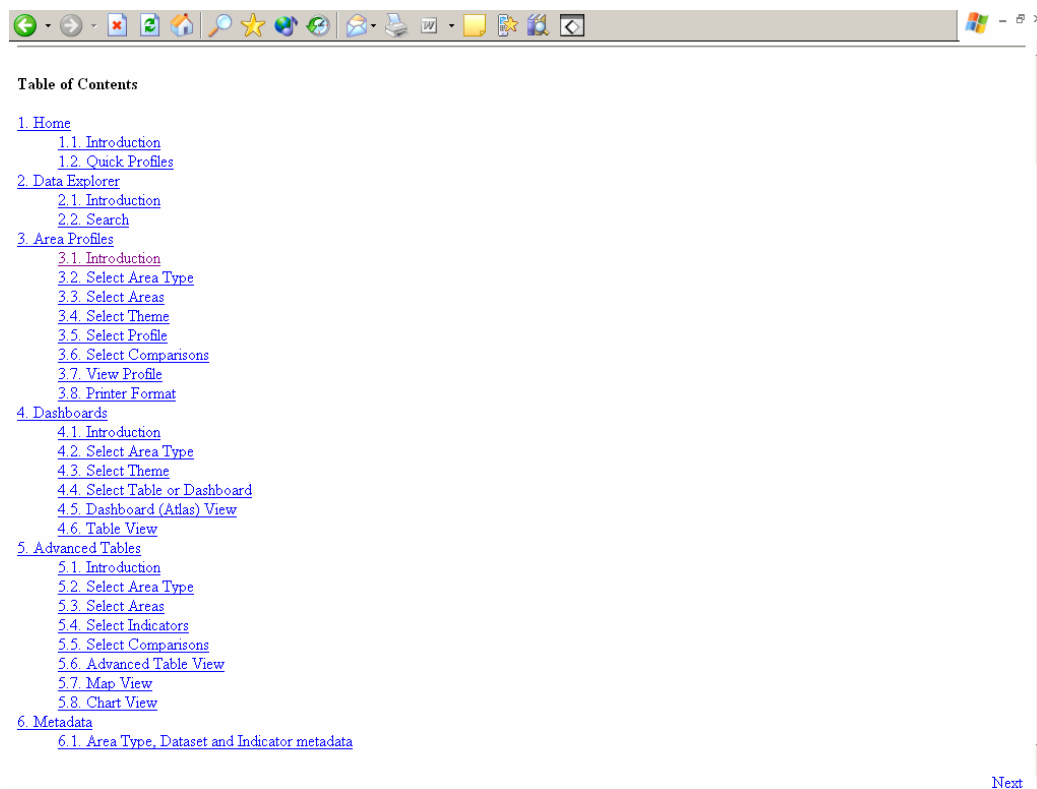 Table of Contents
1. Home
1.1. Introduction
1.2. Quick Profiles
2. Data Explorer
2.1. Introduction
2.2. Search
3. Area Profiles
3.1. Introduction
3.2. Select Area Type
3.3. Select Areas
3.4. Select Theme
3.5. Select Profile
3.6. Select Comparisons
3.7. View Profile
3.8. Printer Format
4. Dashboards
4.1. Introduction
4.2. Select Area Type
4.3. Select Theme
4.4. Select Table or Dashboard
4.5. Dashboard (Atlas) View
4.6. Table View
5. Advanced Tables
5.1. Introduction
5.2. Select Area Type
5.3. Select Areas
5.4. Select Indicators
5.5. Select Comparisons
5.6. Advanced Table View
5.7. Map View
5.8. Chart View
6. Metadata
6.1. Area Type, Dataset and Indicator metadata
Next